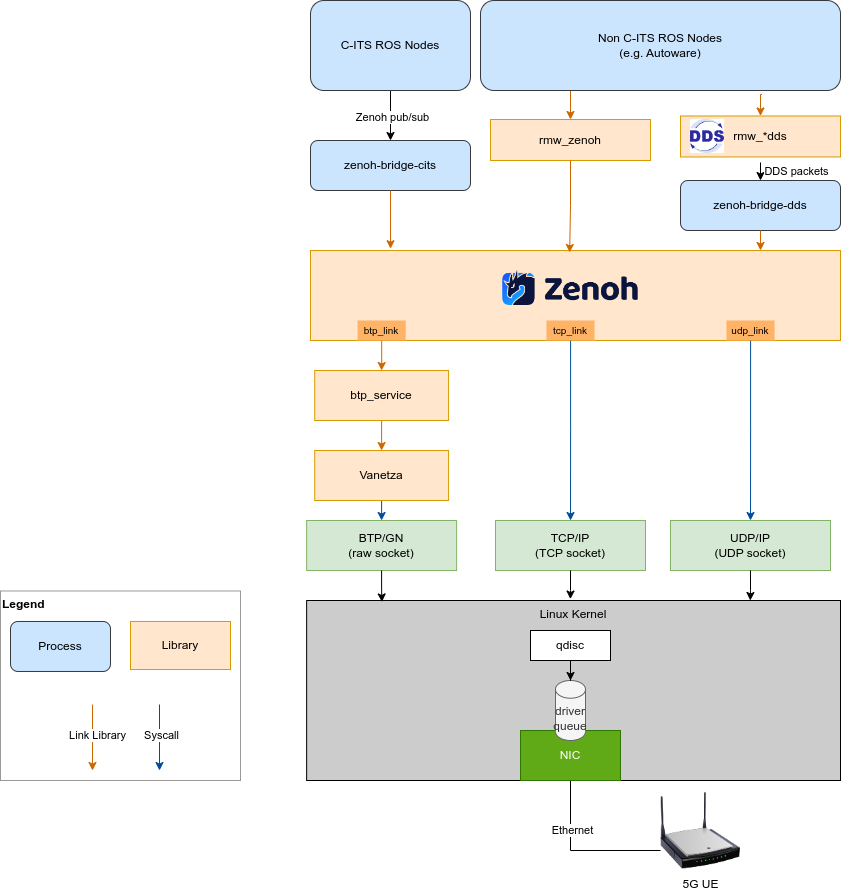 C-ITS ROS Nodes
Non C-ITS ROS Nodes
(e.g. Autoware)
Zenoh pub/sub
rmw_zenoh
DDS
rmw_*dds
zenoh-bridge-cits
DDS packets
zenoh-bridge-dds
Zenoh
btp_link
tcp_link
udp_link
btp_service
Vanetza
BTP/GN
(raw socket)
TCP/IP
(TCP socket)
UDP/IP
(UDP socket)
Legend
Process
Library
Link Library
Syscall
Linux Kernel
qdisc
driver
queue
NIC
Ethernet
5G UE